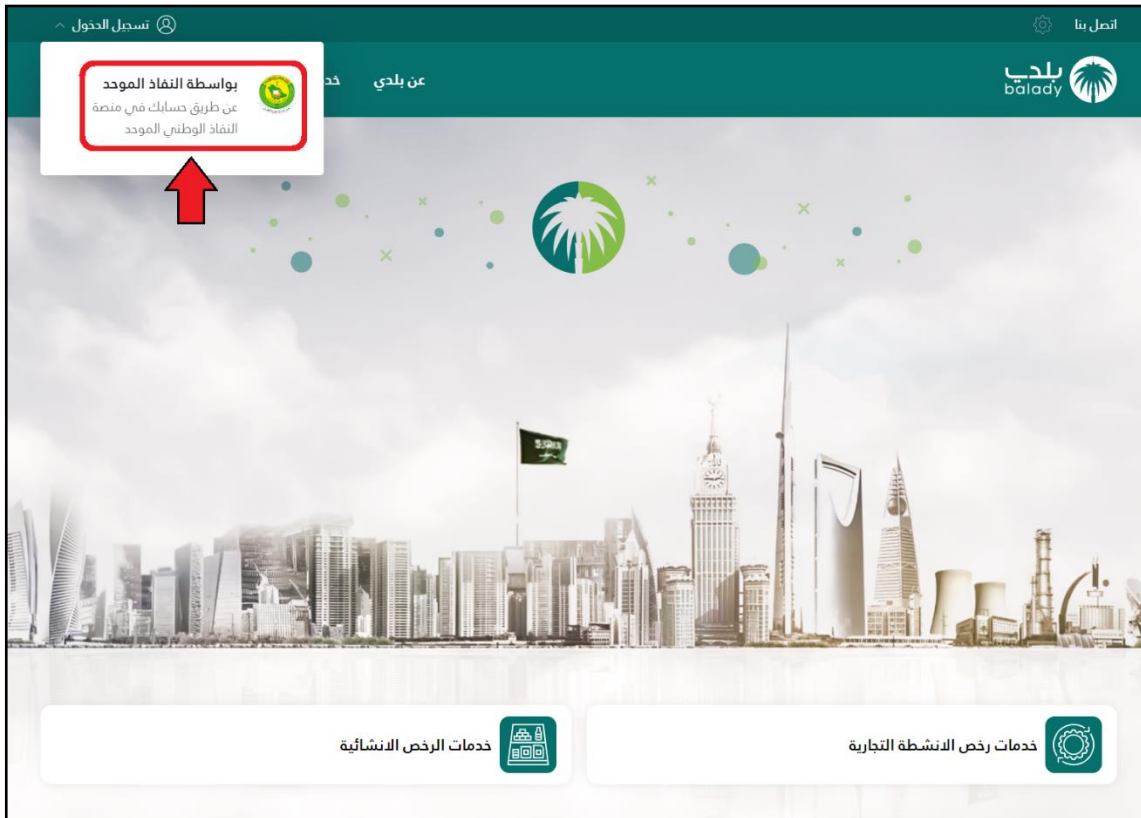 اتصل بنا
تسجيل الدخول
بلدي
balady
عن بلدي
خد
بواسطة النفاذ الموحد
عن طريق حسابك في منصة
النفاذ الوطني الموحد
خدمات رخص الانشطة التجارية
خدمات الرخص الانشائية